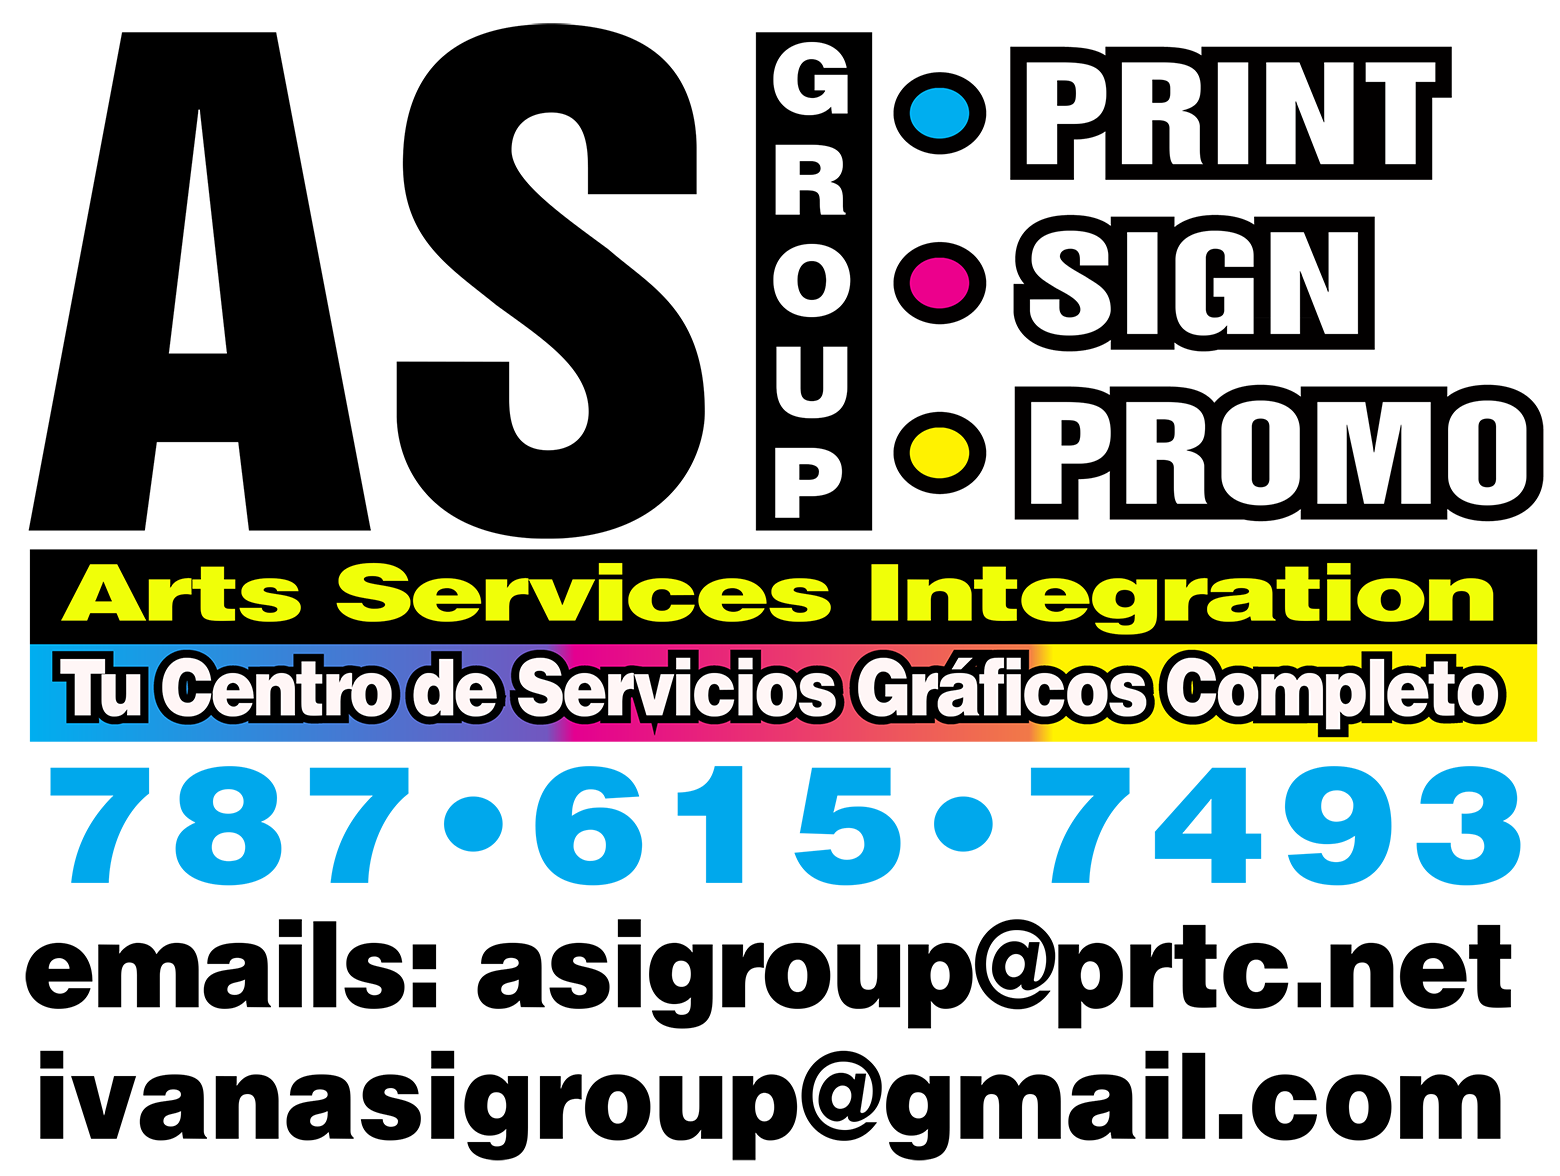 ASI GROUP
PRINT
SIGN
PROMO
Arts Services Integration
Tu Centro de Servicios Gráficos Completo
787•615•7493
emails: asigroup@prtc.net
ivanasigroup@gmail.com